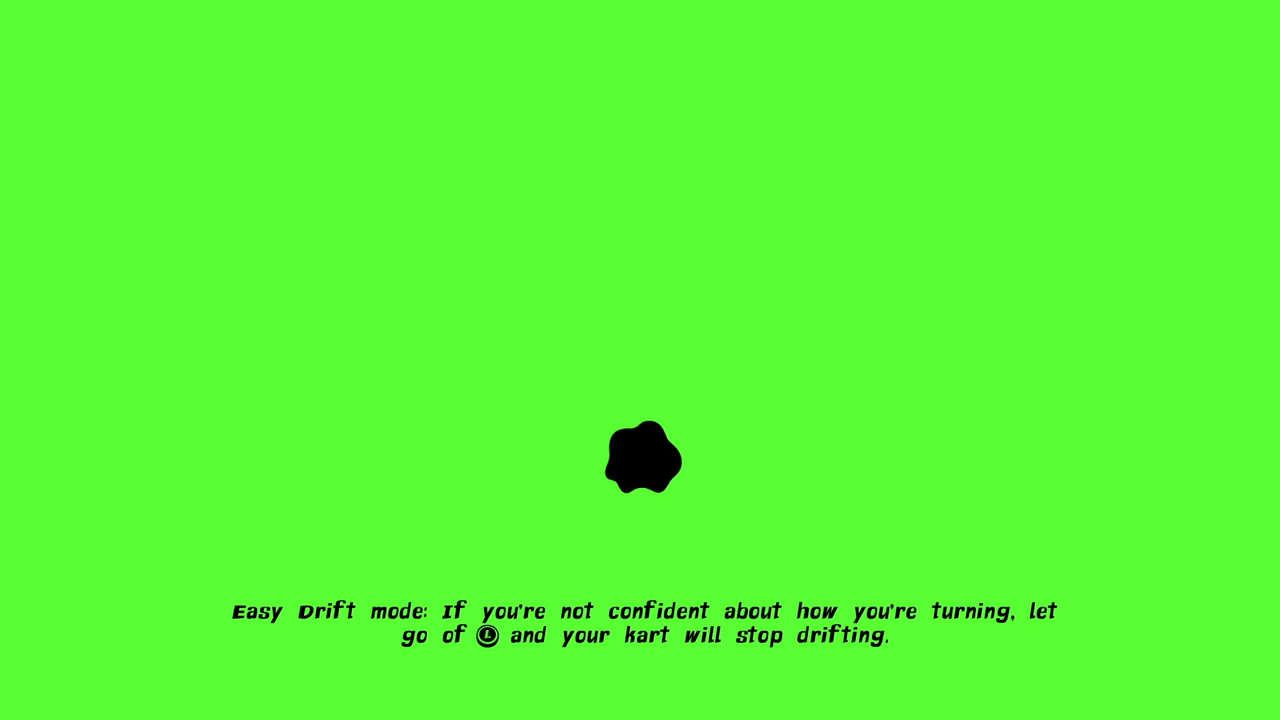 Easy Drift mode: If you're not confident about how you're turning, let
go of L and your kart will stop drifting.